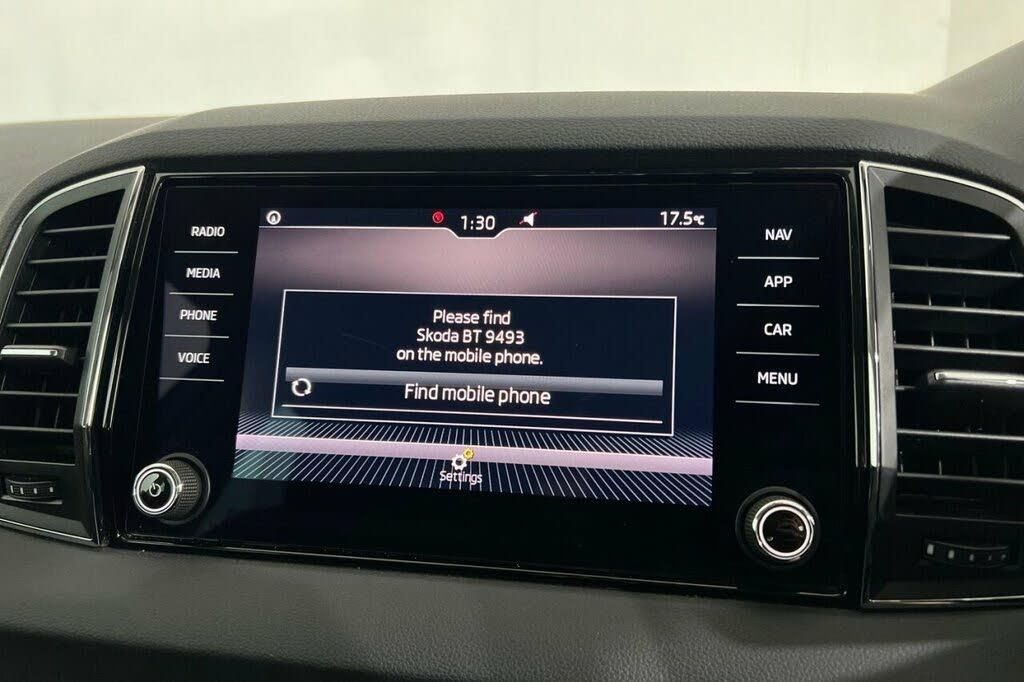 RADIO
MEDIA
PHONE
VOICE
1:30
17.5°C
Please find
Skoda BT 9493
on the mobile phone.
Find mobile phone
Settings
NAV
APP
CAR
MENU